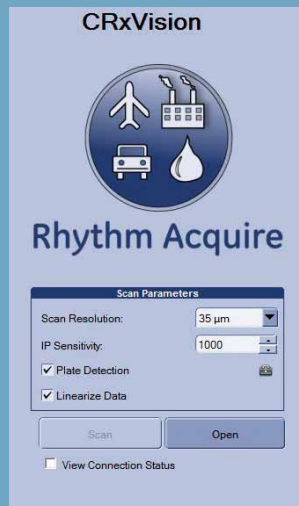 CRxVision
Rhythm Acquire
Scan Parameters
Scan Resolution: 35 µm
IP Sensitivity: 1000
Plate Detection
Linearize Data
Scan Open
View Connection Status